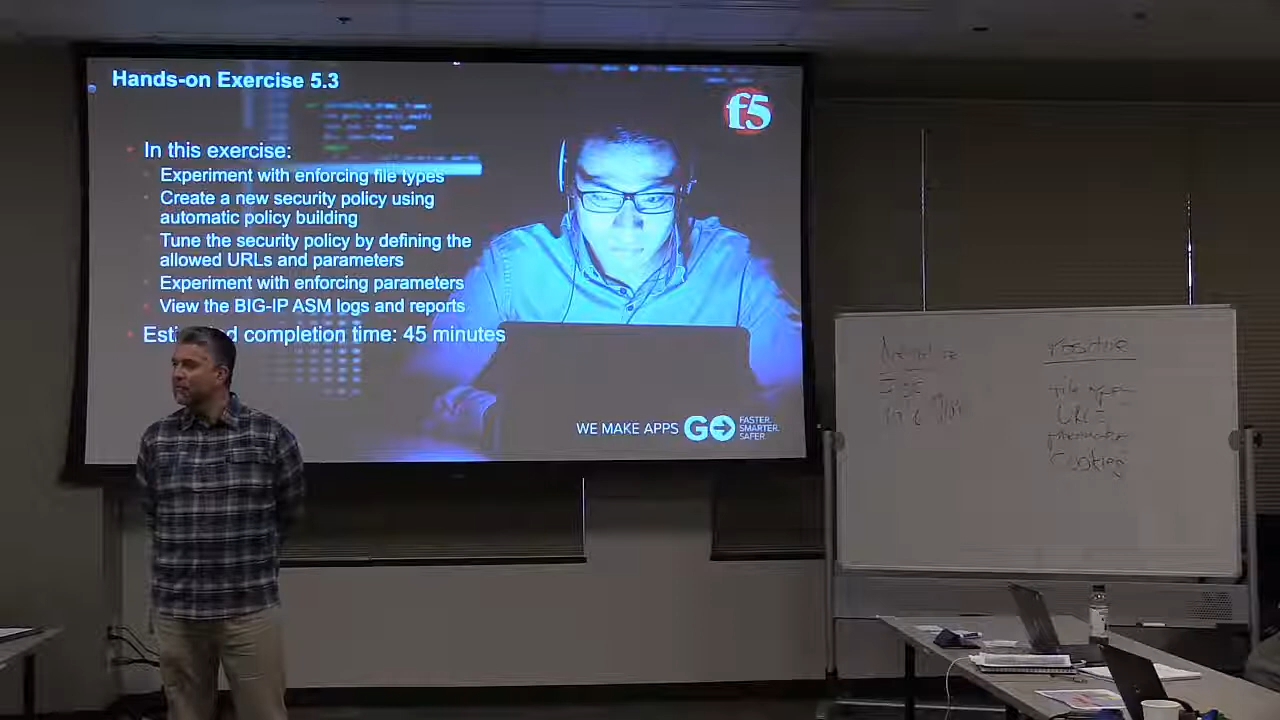 Hands-on Exercise 5.3
f5
In this exercise:
Experiment with enforcing file types
Create a new security policy using
automatic policy building
Tune the security policy by defining the
allowed URLs and parameters
Experiment with enforcing parameters
View the BIG-IP ASM logs and reports
completion time: 45 minutes
WE MAKE APPS GO FASTER.
SMARTER.
SAFER.
Positive
File types
URLs
Parameters
Cookies